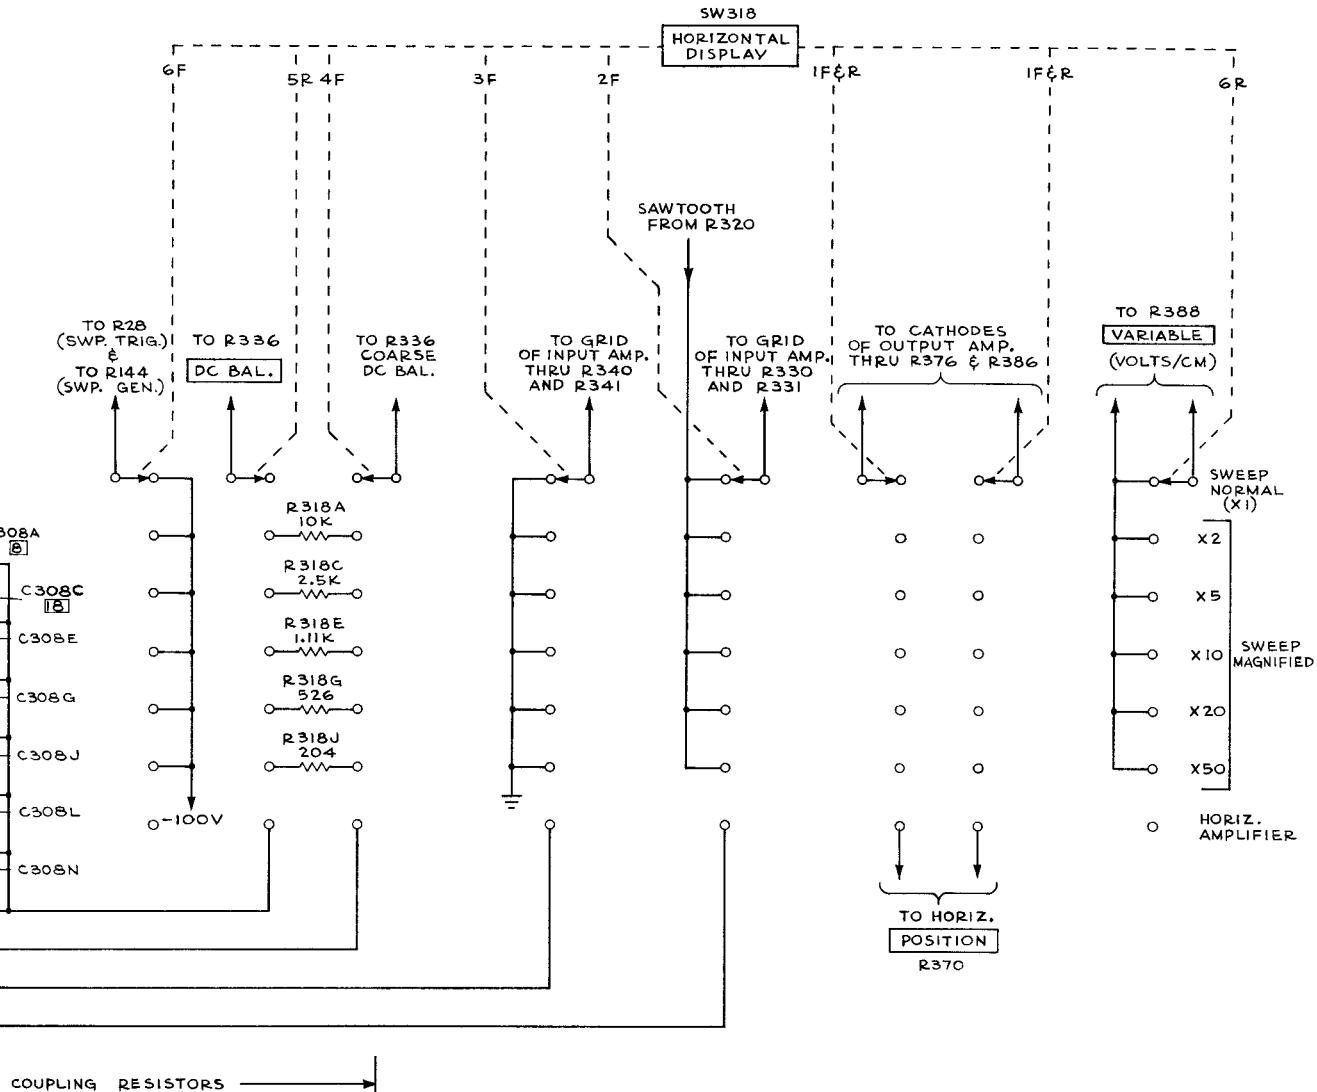 SW318
HORIZONTAL
DISPLAY
6F
5R 4F
3F
2F
1F&R
1F&R
6R
SAWTOOTH
FROM R320
TO R28
(SWP. TRIG.)
&
TO R144
(SWP. GEN.)
TO R336
DC BAL.
TO R336
COARSE
DC BAL.
TO GRID
OF INPUT AMP.
THRU R340
AND R341
TO GRID
OF INPUT AMP.
THRU R330
AND R331
TO CATHODES
OF OUTPUT AMP.
THRU R376 & R386
TO R388
VARIABLE
(VOLTS/CM)
SWEEP
NORMAL
(X1)
R318A
10K
308A
8
X2
R318C
2.5K
C308C
18
X5
R318E
1.11K
C308E
X10
SWEEP
MAGNIFIED
R318G
526
C308G
X20
R318J
204
C308J
X50
C308L
-100V
HORIZ.
AMPLIFIER
C308N
TO HORIZ.
POSITION
R370
COUPLING RESISTORS